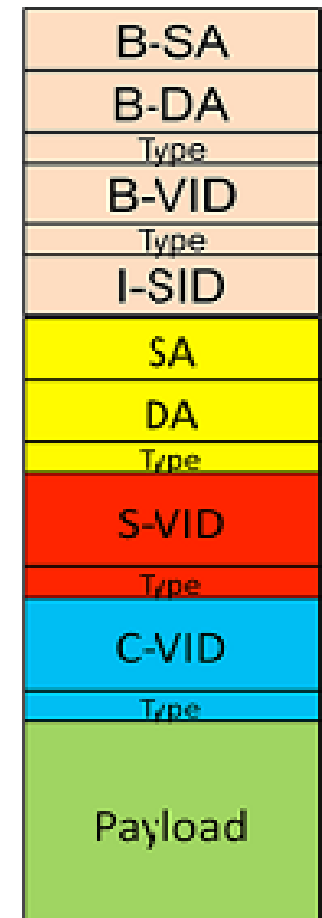 B-SA
B-DA
Type
B-VID
Type
I-SID
SA
DA
Type
S-VID
Type
C-VID
Type
Payload